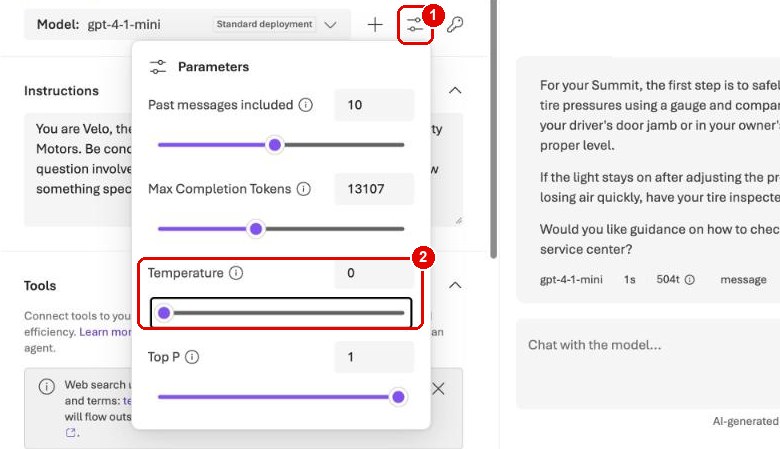 Model: gpt-4-1-mini Standard deployment
1
Parameters
Past messages included 10
Max Completion Tokens 13107
2
Temperature 0
Top P 1
Instructions
You are Velo, the
Motors. Be conc
question involve
something spec
Tools
Connect tools to you
efficiency. Learn mor an
agent.
Web search u
and terms: te
will flow outs
For your Summit, the first step is to safel
tire pressures using a gauge and compar
your driver's door jamb or in your owner's
proper level.
If the light stays on after adjusting the pr
losing air quickly, have your tire inspecte
Would you like guidance on how to chec
service center?
gpt-4-1-mini 1s 504t message
Chat with the model...
AI-generated